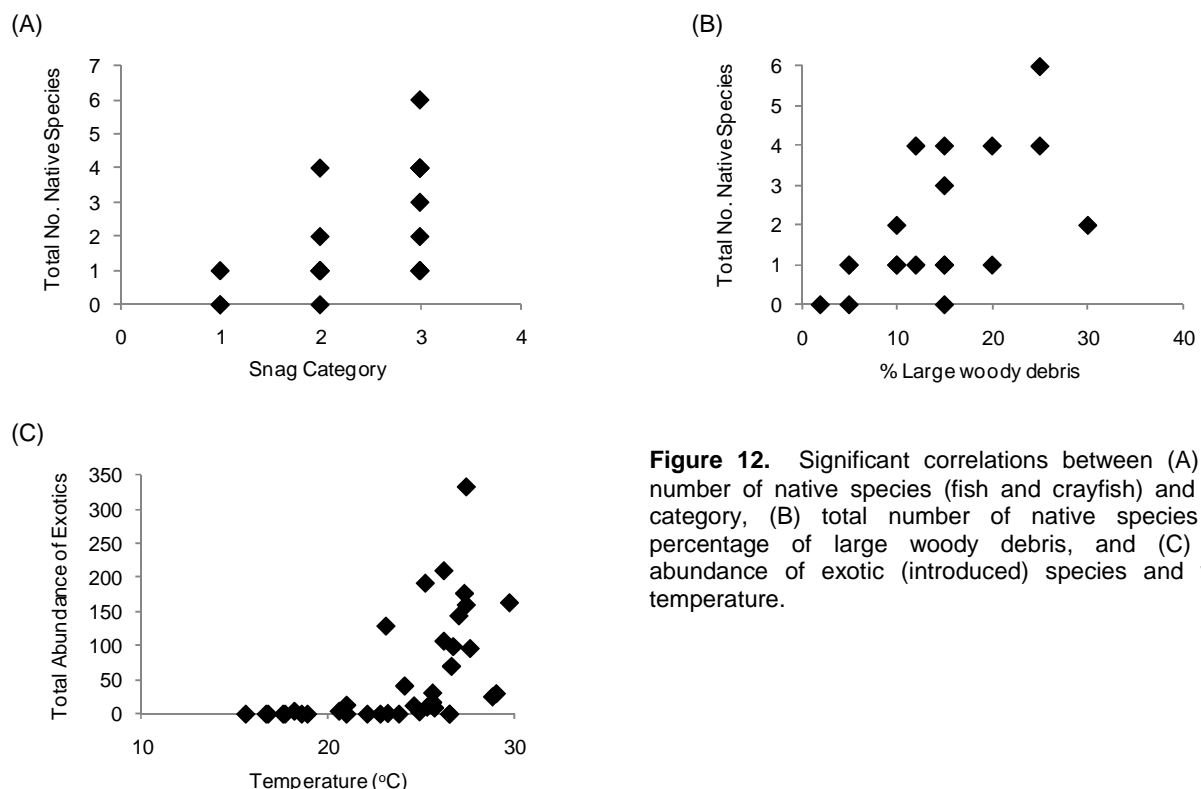 (A)
Total No. Native Species
7
6
5
4
3
2
1
0
0 1 2 3 4
Snag Category
(B)
Total No. Native Species
6
5
4
3
2
1
0
0 10 20 30 40
% Large woody debris
(C)
Total Abundance of Exotics
350
300
250
200
150
100
50
0
10 20 30
Temperature (°C)
Figure 12. Significant correlations between (A)
number of native species (fish and crayfish) and
category, (B) total number of native species
percentage of large woody debris, and (C)
abundance of exotic (introduced) species and
temperature.